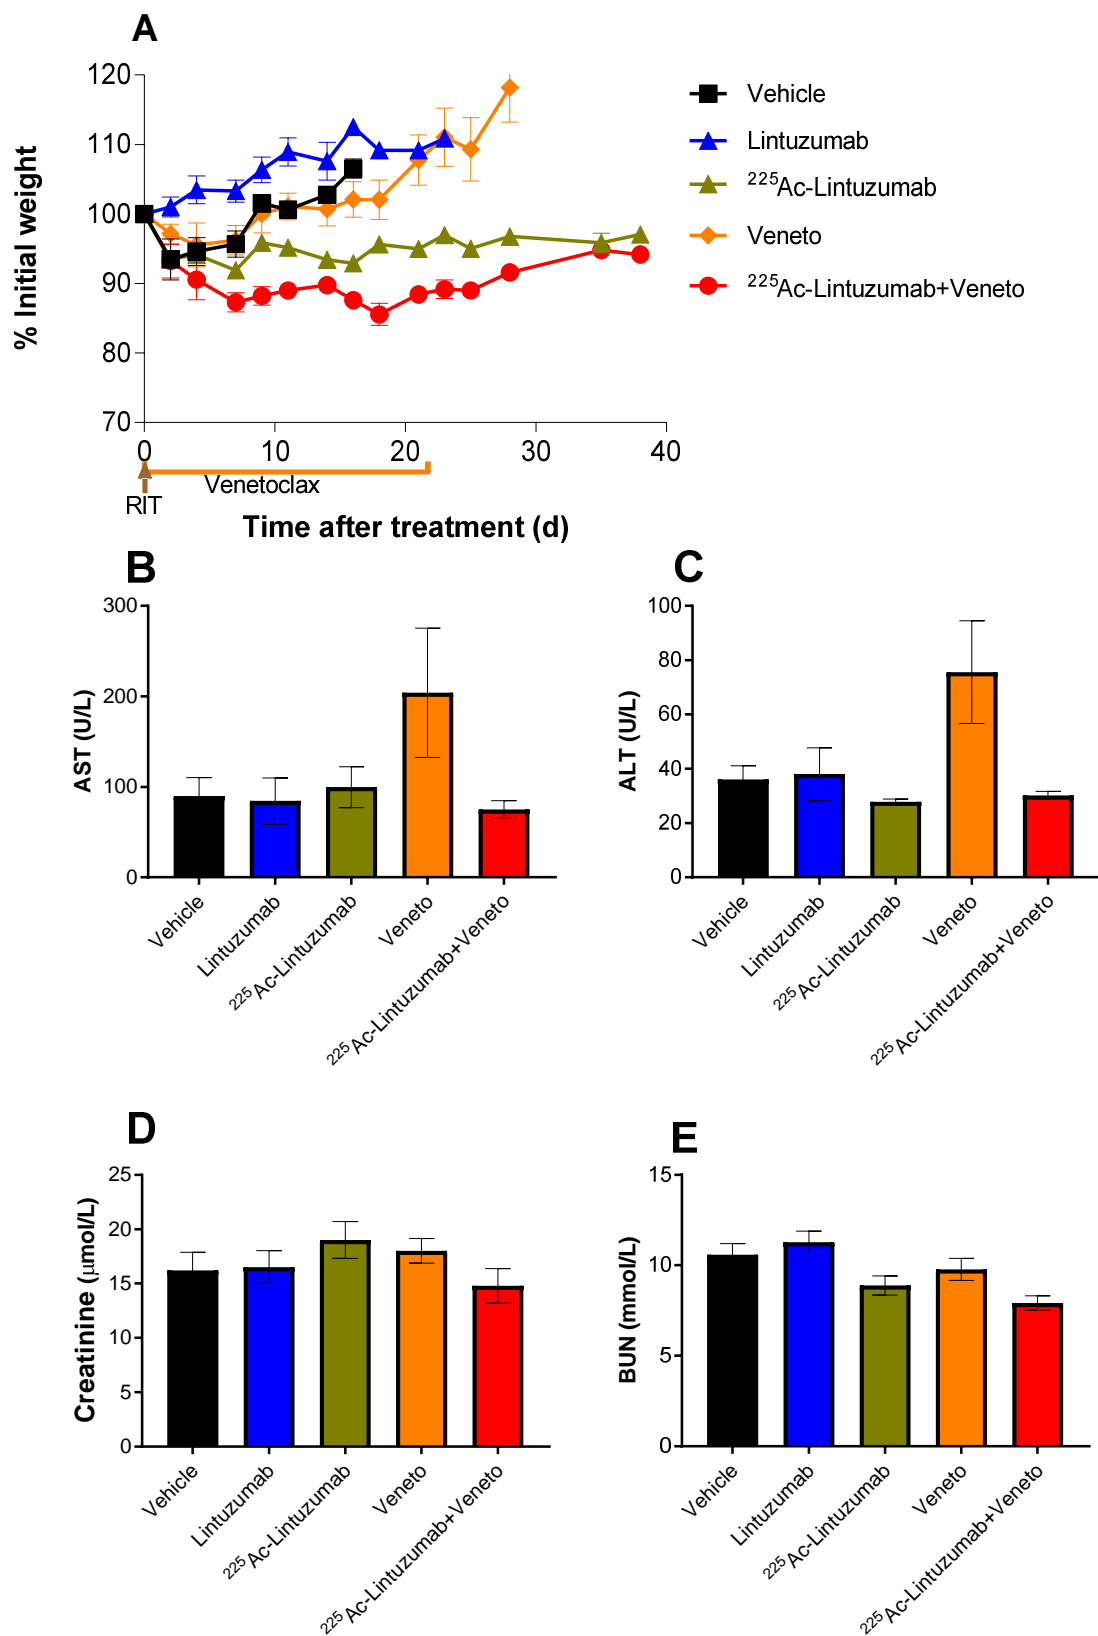 A
% Initial weight
120
110
100
90
80
70
0
10
20
30
40
Venetoclax
RIT
Time after treatment (d)
Vehicle
Lintuzumab
²²⁵Ac-Lintuzumab
Veneto
²²⁵Ac-Lintuzumab+Veneto
B
AST (U/L)
300
200
100
0
Vehicle
Lintuzumab
²²⁵Ac-Lintuzumab
Veneto
²²⁵Ac-Lintuzumab+Veneto
C
ALT (U/L)
100
80
60
40
20
0
Vehicle
Lintuzumab
²²⁵Ac-Lintuzumab
Veneto
²²⁵Ac-Lintuzumab+Veneto
D
Creatinine (μmol/L)
25
20
15
10
5
0
Vehicle
Lintuzumab
²²⁵Ac-Lintuzumab
Veneto
²²⁵Ac-Lintuzumab+Veneto
E
BUN (mmol/L)
15
10
5
0
Vehicle
Lintuzumab
²²⁵Ac-Lintuzumab
Veneto
²²⁵Ac-Lintuzumab+Veneto